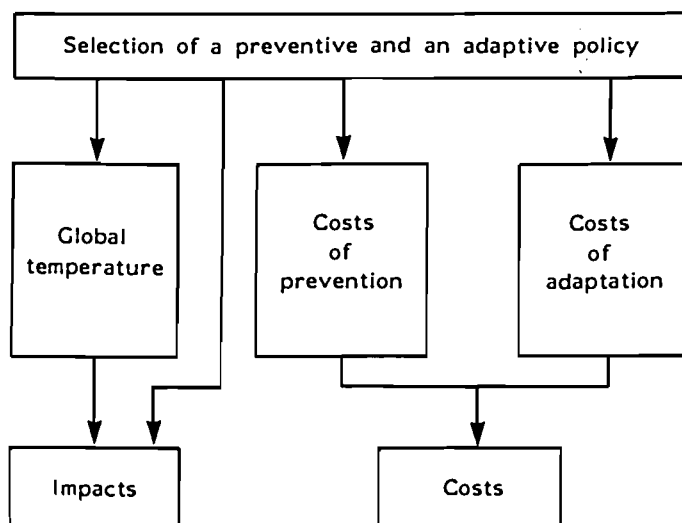 Selection of a preventive and an adaptive policy
Global
temperature
Costs
of
prevention
Costs
of
adaptation
Impacts
Costs